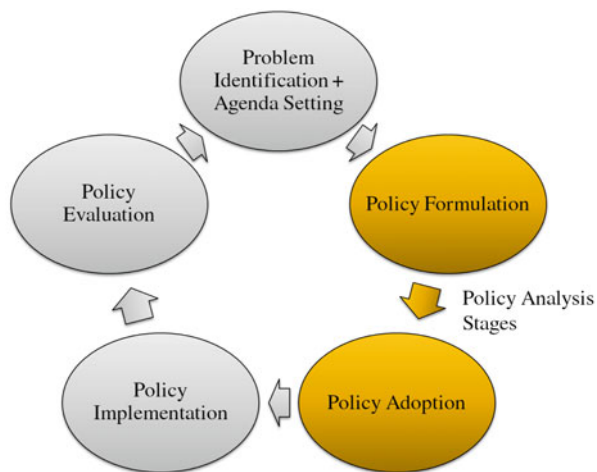 Problem
Identification +
Agenda Setting
Policy Formulation
Policy Analysis
Stages
Policy Adoption
Policy
Implementation
Policy
Evaluation